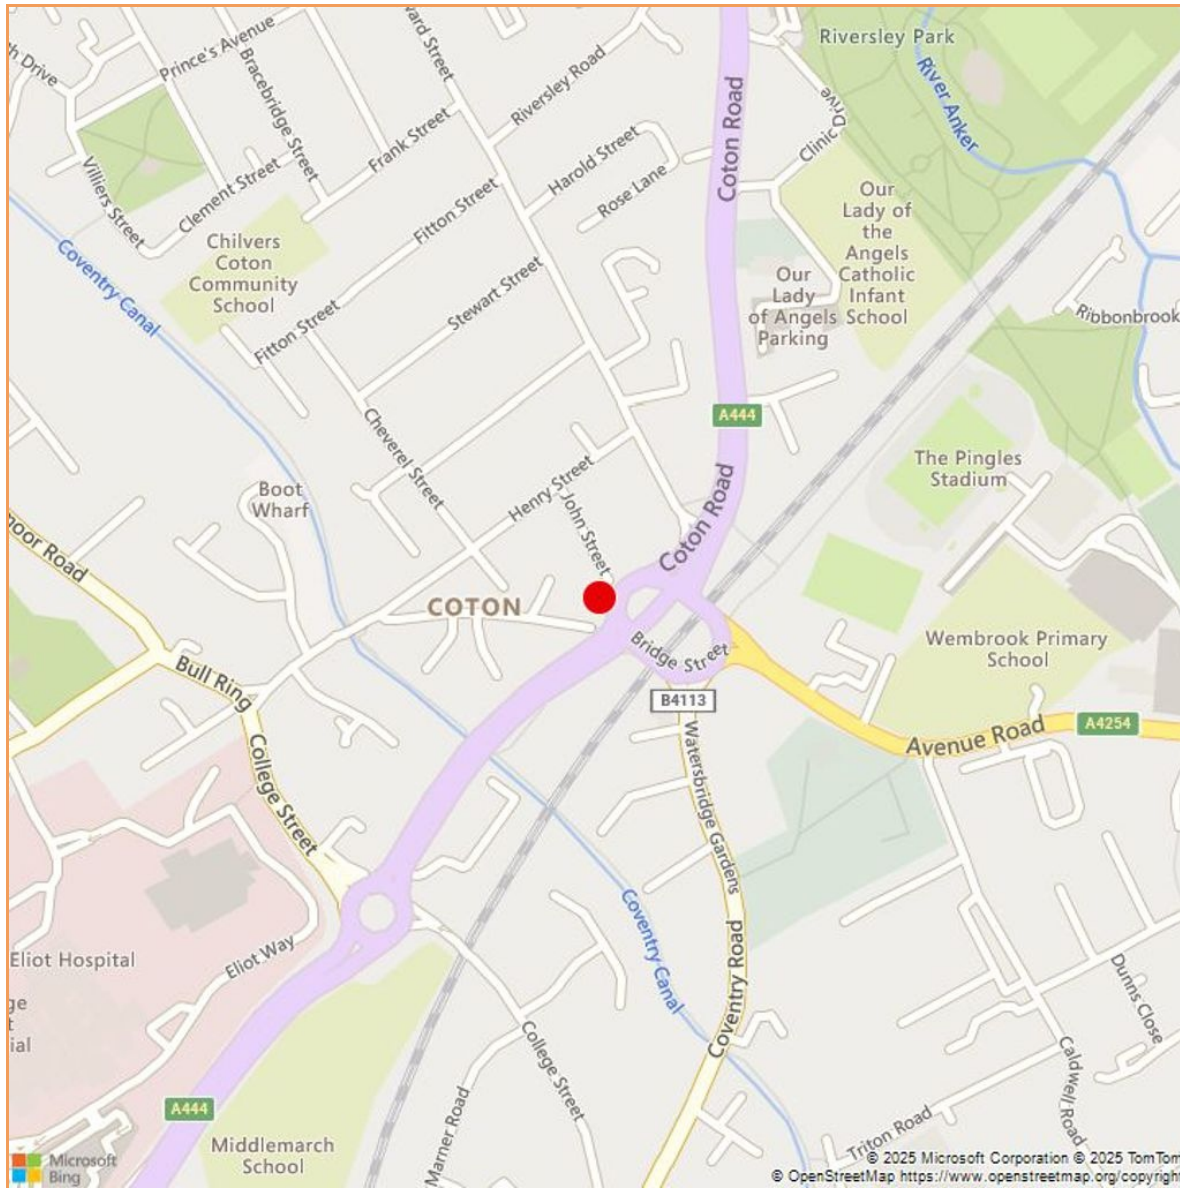 Riversley Park
River Anker
Prince's Avenue
Bracebridge Street
Riversley Road
Frank Street
Harold Street
Rose Lane
Coton Road
Clinic Drive
Villiers Street
Clement Street
Fitton Street
Chilvers
Coton
Community
School
Our
Lady of
the
Angels
Catholic
Infant
School
Our
Lady
of Angels
Parking
Coventry Canal
Stewart Street
Fitton Street
Ribbonbrook
A444
Cheverel Street
The Pingles
Stadium
Henry Street
John Street
Boot
Wharf
Coton Road
COTON
Bridge Street
Wembrook Primary
School
Bull Ring
B4113
A4254
Avenue Road
College Street
Watersbridge Gardens
Coventry Canal
Eliot Hospital
Eliot Way
Coventry Road
Dunns Close
College Street
Caldwell Road
A444
Marner Road
Triton Road
Middlemarch
School
Microsoft
Bing
© 2025 Microsoft Corporation © 2025 TomTom
© OpenStreetMap https://www.openstreetmap.org/copyright